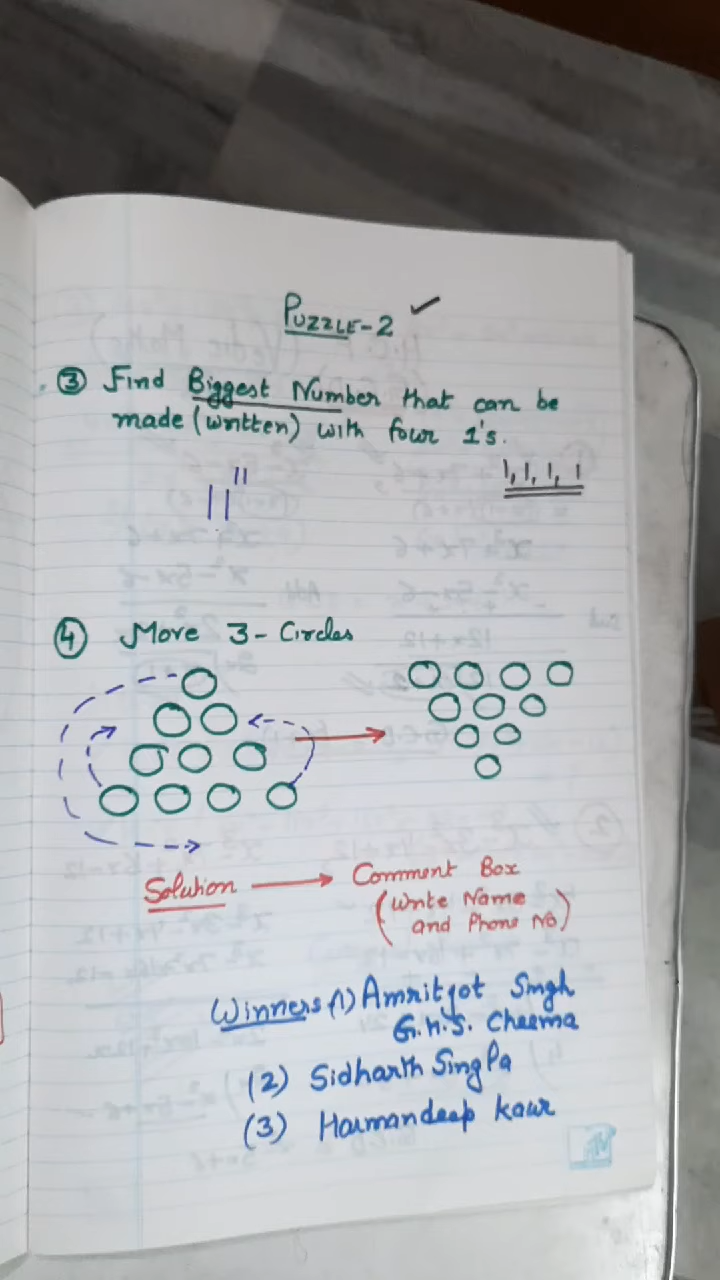 PUZZLE-2
③ Find Biggest Number that can be
made (written) with four 1's.
11¹¹
1, 1, 1, 1
④ Move 3-Circles
Solution → Comment Box
(Write Name
and Phone No)
Winners (1) Amritjot Singh
G.H.S. Cheema
(2) Sidharth Singla
(3) Harmandeep Kaur